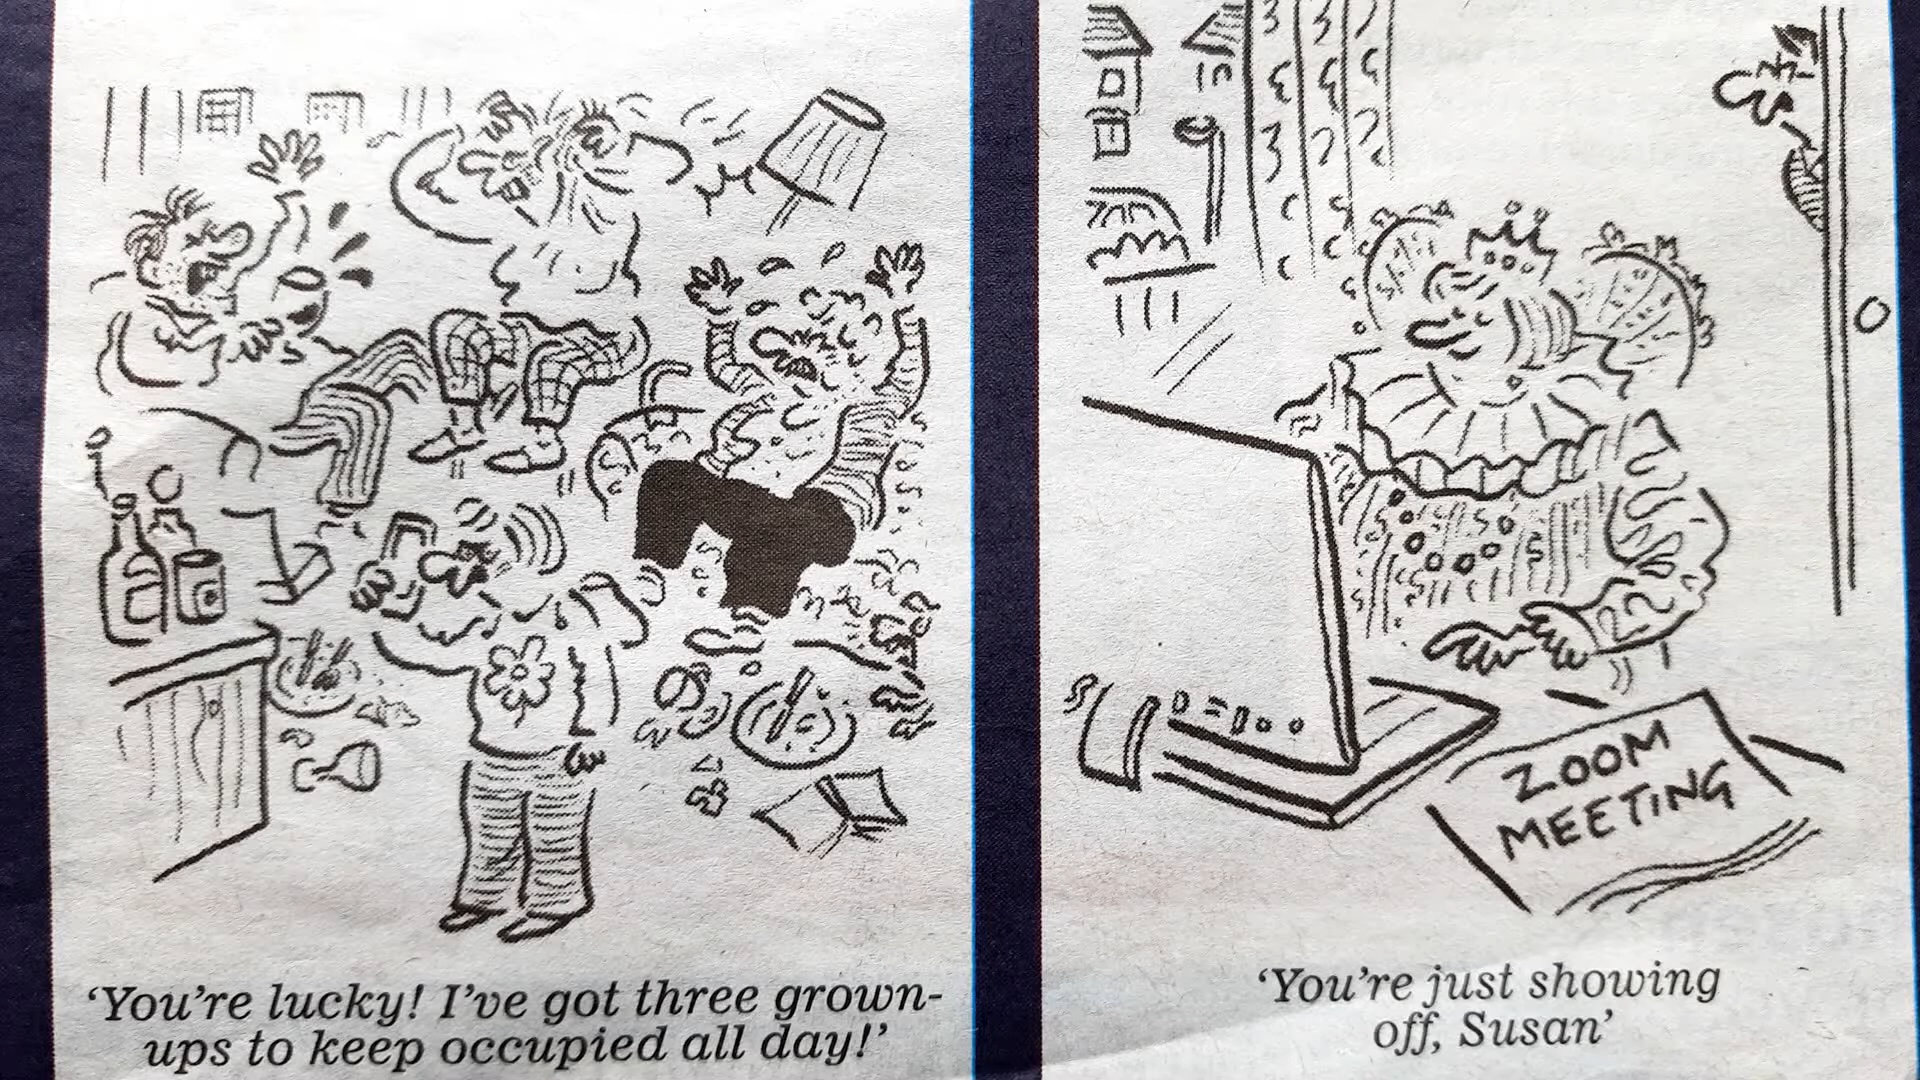 ‘You’re lucky! I’ve got three grown-
ups to keep occupied all day!’
ZOOM
MEETING
‘You’re just showing
off, Susan’